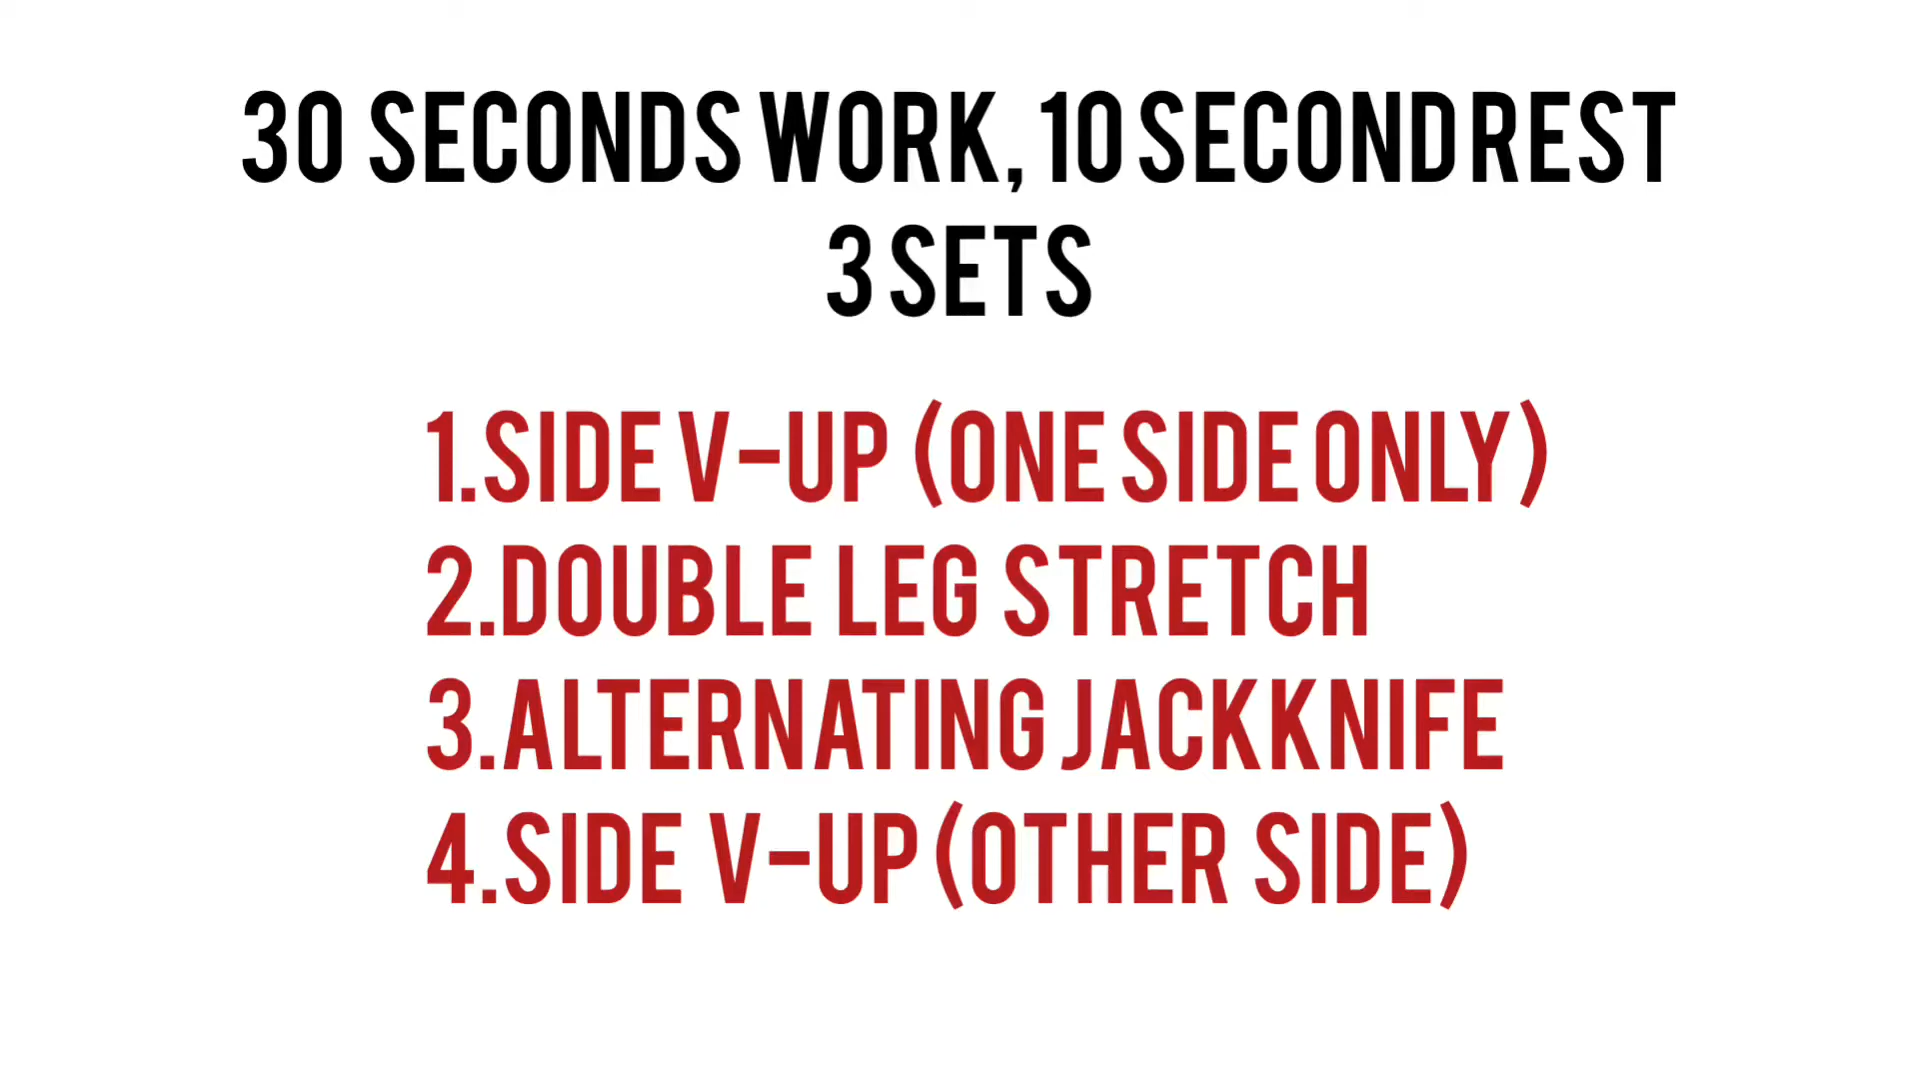 30 SECONDS WORK, 10 SECOND REST
3 SETS
1. SIDE V-UP (ONE SIDE ONLY)
2. DOUBLE LEG STRETCH
3. ALTERNATING JACKKNIFE
4. SIDE V-UP (OTHER SIDE)